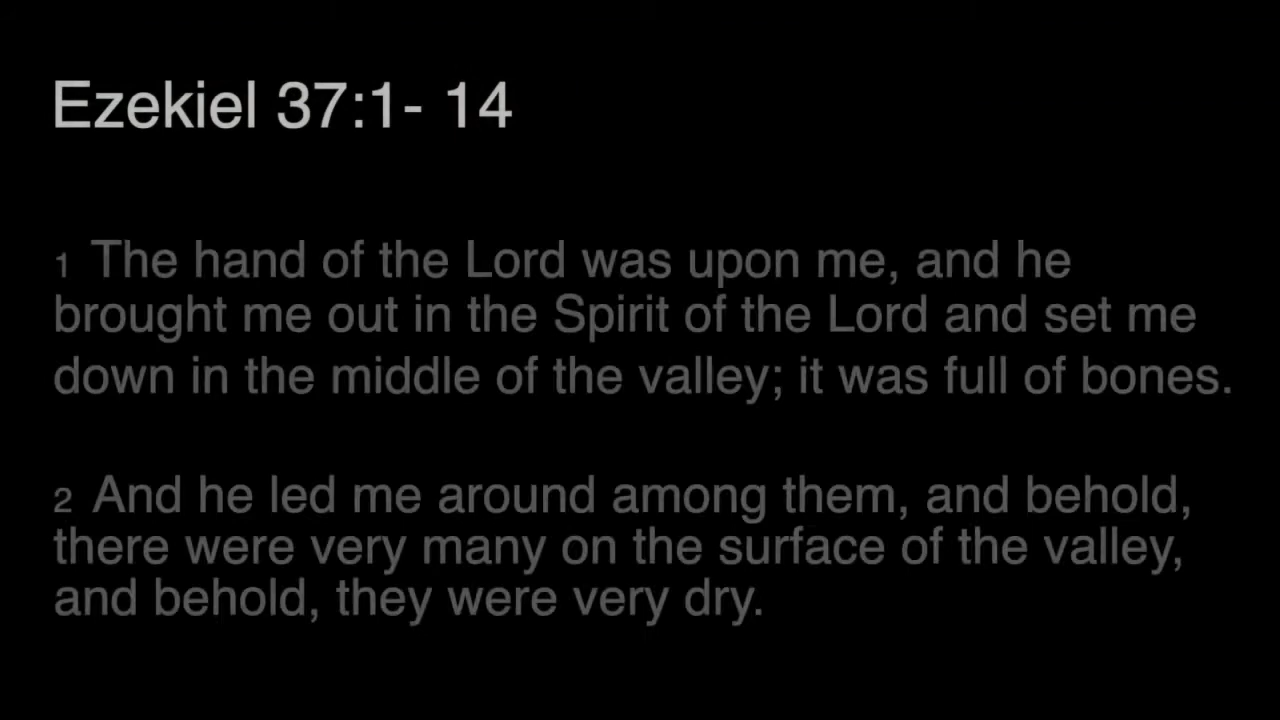 Ezekiel 37:1- 14
1 The hand of the Lord was upon me, and he
brought me out in the Spirit of the Lord and set me
down in the middle of the valley; it was full of bones.
2 And he led me around among them, and behold,
there were very many on the surface of the valley,
and behold, they were very dry.